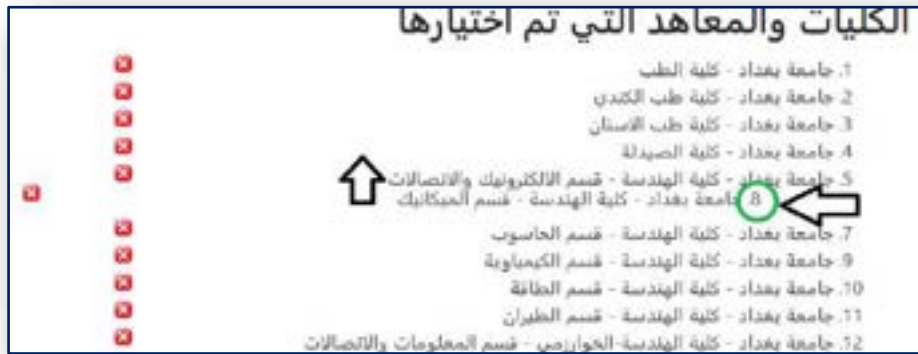 الكليات والمعاهد التي تم اختيارها
1. جامعة بغداد - كلية الطب
2. جامعة بغداد - كلية طب الكندي
3. جامعة بغداد - كلية طب الاسنان
4. جامعة بغداد - كلية الصيدلة
5. جامعة بغداد - كلية الهندسة - قسم الالكترونيك والاتصالات
8. جامعة بغداد - كلية الهندسة - قسم الميكانيك
7. جامعة بغداد - كلية الهندسة - قسم الحاسوب
9. جامعة بغداد - كلية الهندسة - قسم الكيمياوية
10. جامعة بغداد - كلية الهندسة - قسم الطاقة
11. جامعة بغداد - كلية الهندسة - قسم الطيران
12. جامعة بغداد - كلية الهندسة-الخوارزمي - قسم المعلومات والاتصالات